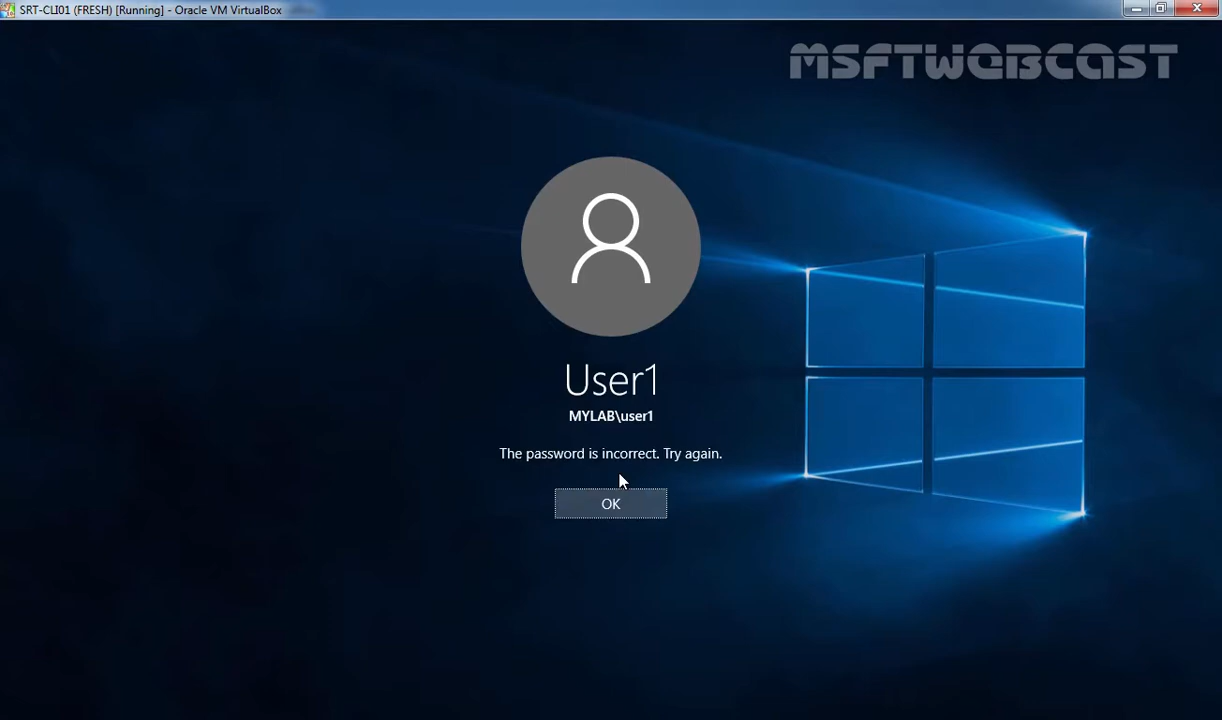 SRT-CLI01 (FRESH) [Running] - Oracle VM VirtualBox
MSFTWEBCAST
User1
MYLAB\user1
The password is incorrect. Try again.
OK